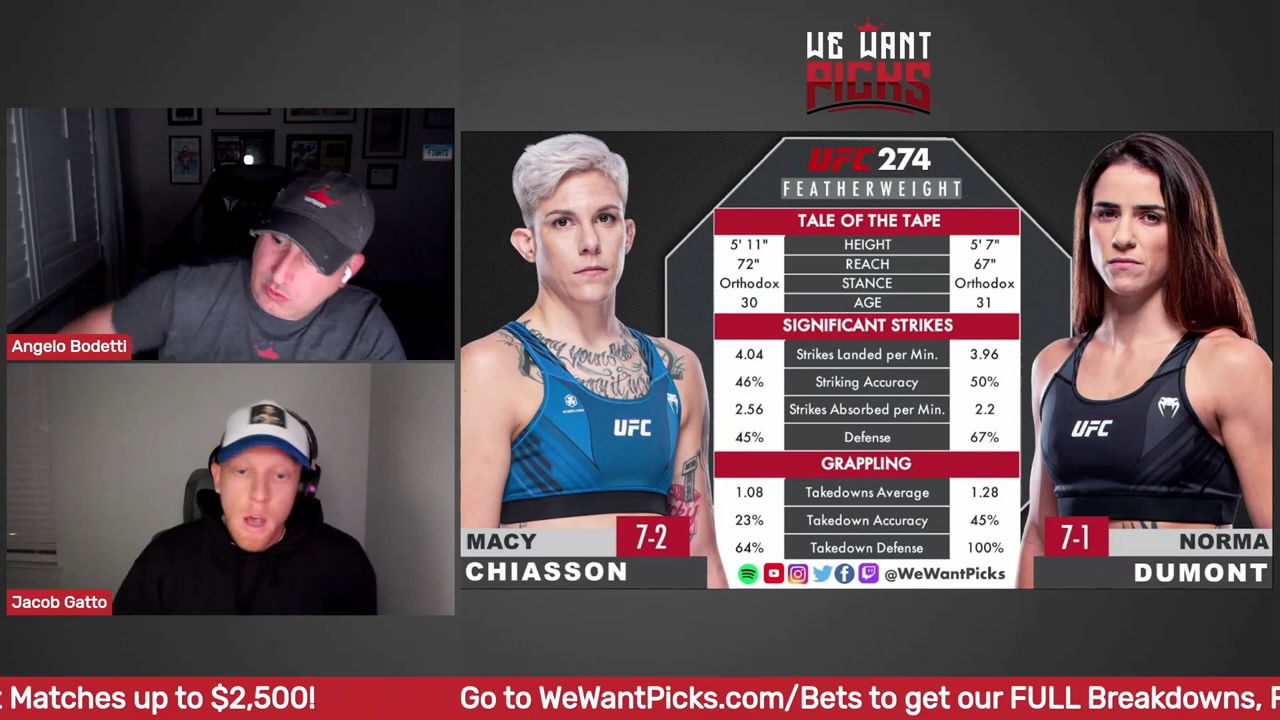 WE WANT
PICKS
UFC 274
FEATHERWEIGHT
TALE OF THE TAPE
5' 11" HEIGHT 5' 7"
72" REACH 67"
Orthodox STANCE Orthodox
30 AGE 31
SIGNIFICANT STRIKES
4.04 Strikes Landed per Min. 3.96
46% Striking Accuracy 50%
2.56 Strikes Absorbed per Min. 2.2
45% Defense 67%
GRAPPLING
1.08 Takedowns Average 1.28
23% Takedown Accuracy 45%
64% Takedown Defense 100%
@WeWantPicks
UFC
UFC
MACY 7-2
CHIASSON
7-1 NORMA
DUMONT
Angelo Bodetti
Jacob Gatto
: Matches up to $2,500! Go to WeWantPicks.com/Bets to get our FULL Breakdowns,